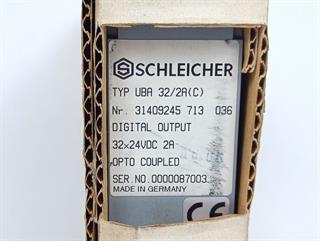 SCHLEICHER
TYP UBA 32/2A(C)
Nr. 31409245 713 036
DIGITAL OUTPUT
32x24VDC 2A
OPTO COUPLED
SER.NO.0000087003
MADE IN GERMANY
CE